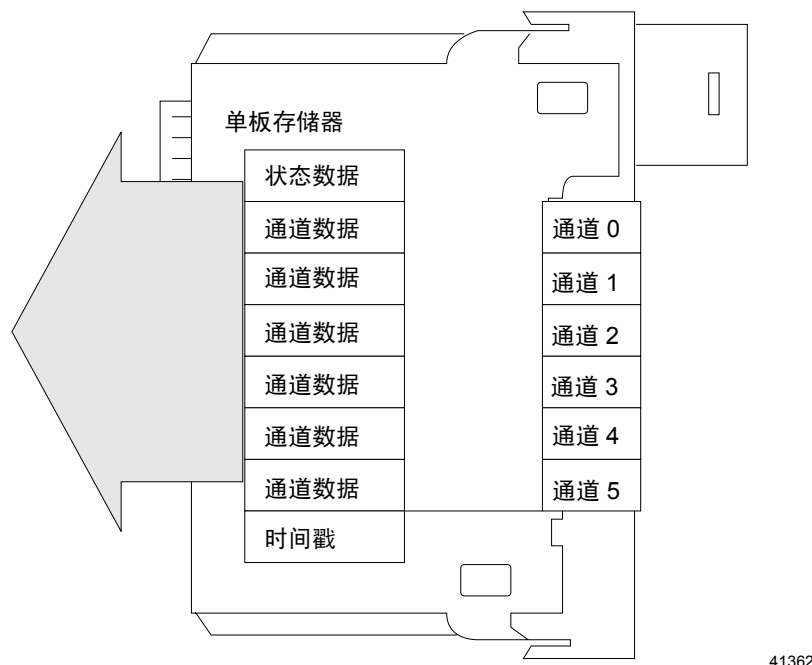 单板存储器
状态数据
通道数据
通道 0
通道数据
通道 1
通道数据
通道 2
通道数据
通道 3
通道数据
通道 4
通道数据
通道 5
时间戳
41362